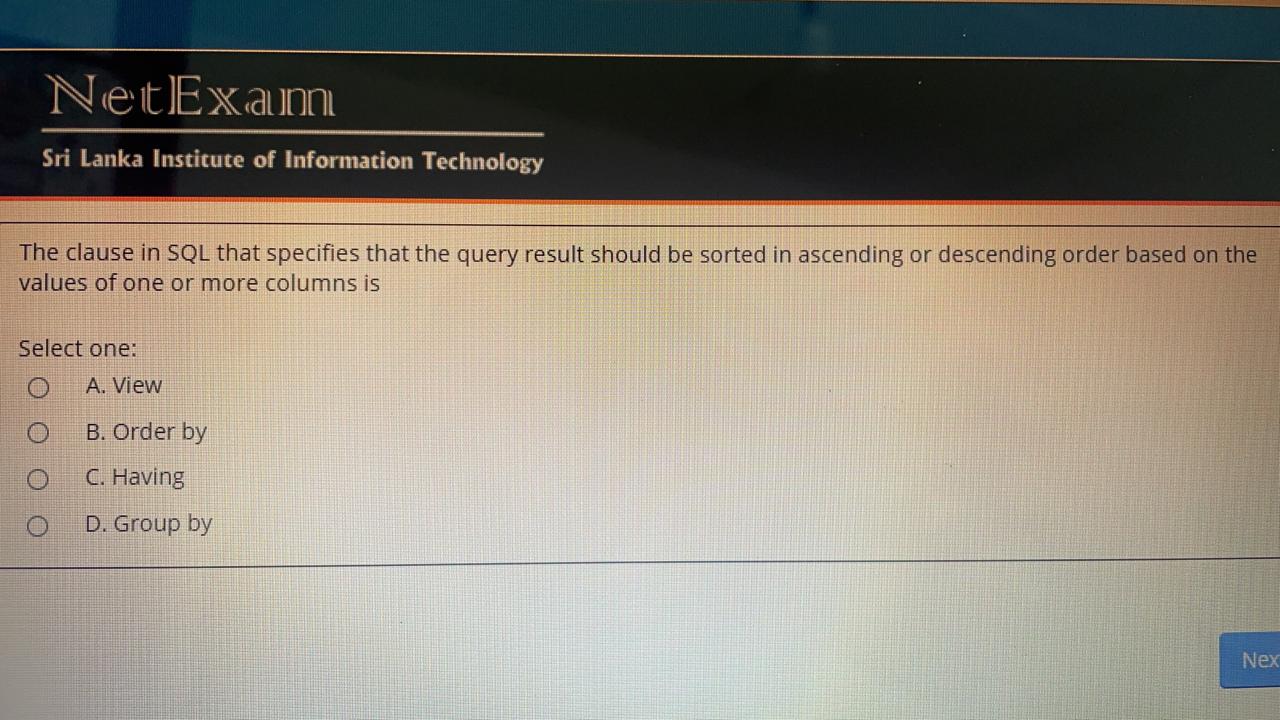 NetExam
Sri Lanka Institute of Information Technology
The clause in SQL that specifies that the query result should be sorted in ascending or descending order based on the
values of one or more columns is
Select one:
A. View
B. Order by
C. Having
D. Group by
Nex